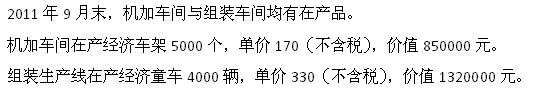 2011 年 9 月末，机加车间与组装车间均有在产品。
机加车间在产经济车架 5000 个，单价 170（不含税），价值 850000 元。
组装生产线在产经济童车 4000 辆，单价 330（不含税），价值 1320000 元。